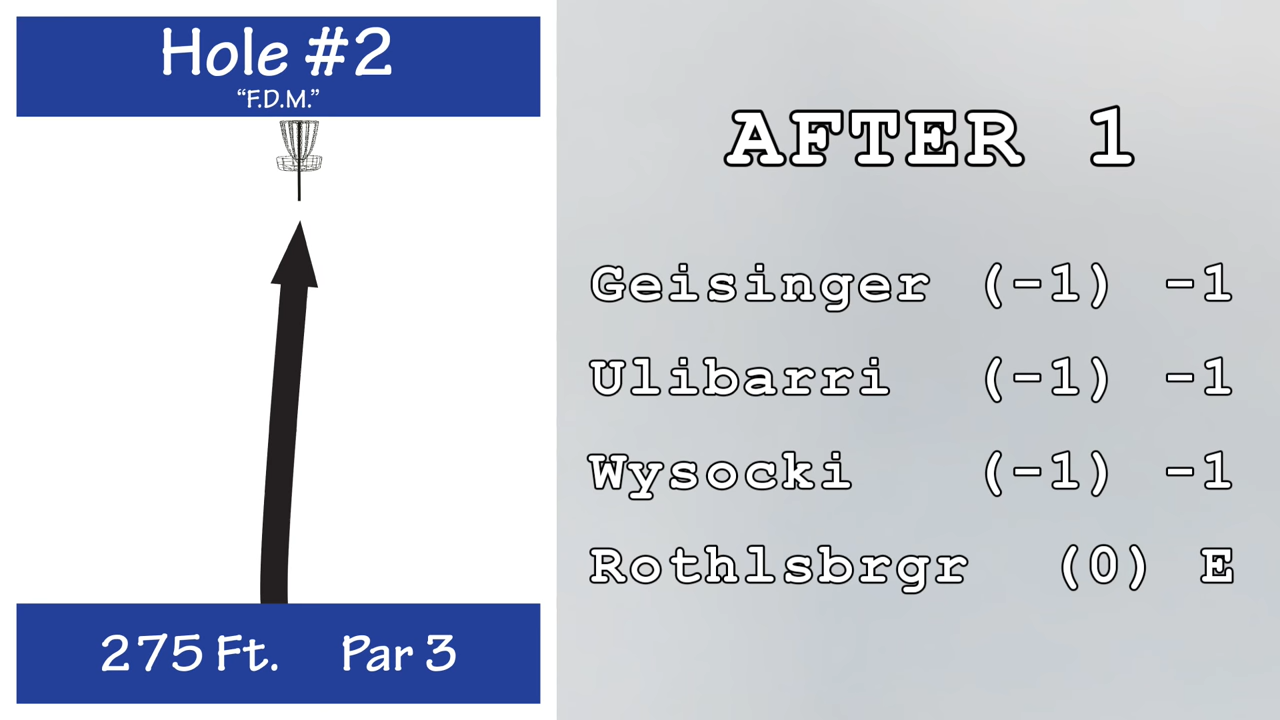 Hole #2
“F.D.M.”
275 Ft. Par 3
AFTER 1
Geisinger (-1) -1
Ulibarri (-1) -1
Wysocki (-1) -1
Rothlsbrgr (0) E